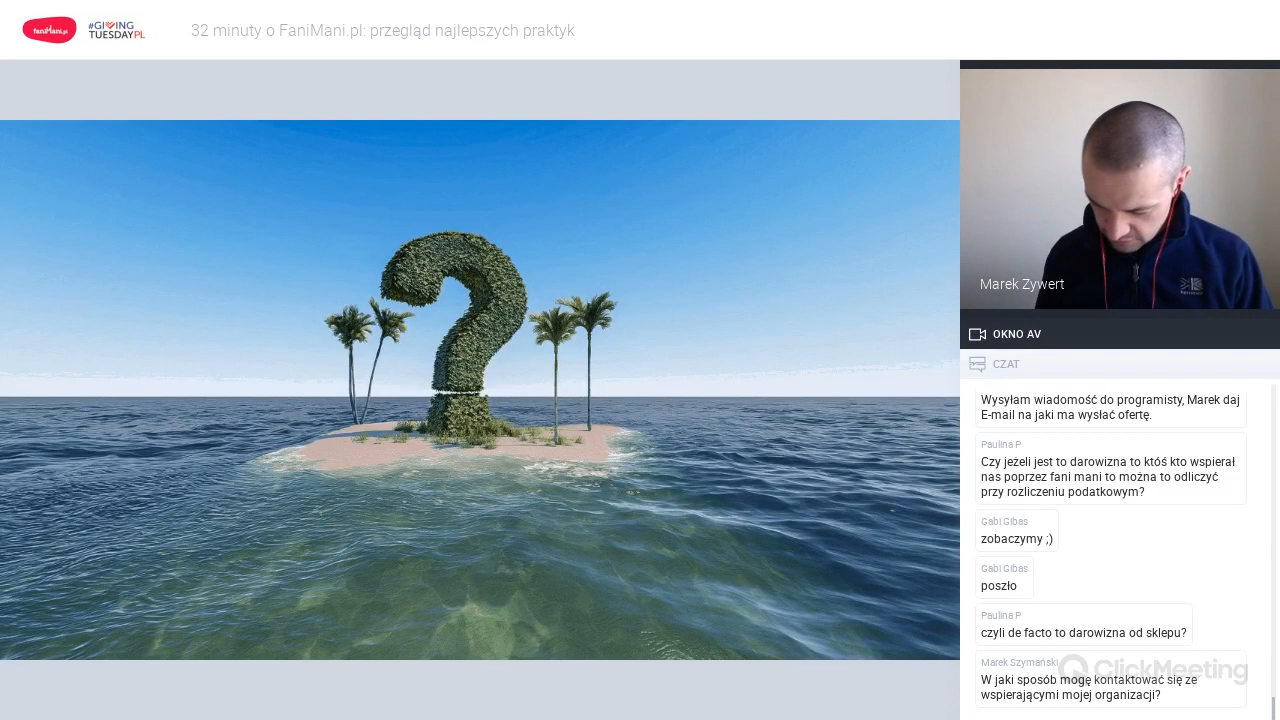 faniMani.pl
#GIVING
TUESDAYPL
32 minuty o FaniMani.pl: przegląd najlepszych praktyk
Marek Zywert
OKNO AV
CZAT
Wysyłam wiadomość do programisty, Marek daj
E-mail na jaki ma wysłać ofertę.
Paulina P
Czy jeżeli jest to darowizna to któś kto wspierał
nas poprzez fani mani to można to odliczyć
przy rozliczeniu podatkowym?
Gabi Gibas
zobaczymy ;)
Gabi Gibas
poszło
Paulina P
czyli de facto to darowizna od sklepu?
Marek Szymański
ClickMeeting
W jaki sposób mogę kontaktować się ze
wspierającymi mojej organizacji?